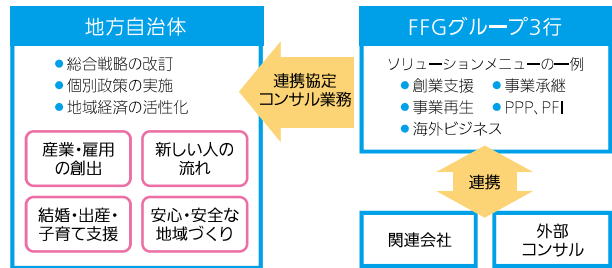 地方自治体
●総合戦略の改訂
●個別政策の実施
●地域経済の活性化
産業・雇用
の創出
新しい人の
流れ
結婚・出産・
子育て支援
安心・安全な
地域づくり
連携協定
コンサル業務
FFGグループ3行
ソリューションメニューの一例
●創業支援 ●事業承継
●事業再生 ●PPP、PFI
●海外ビジネス
連携
関連会社
外部
コンサル